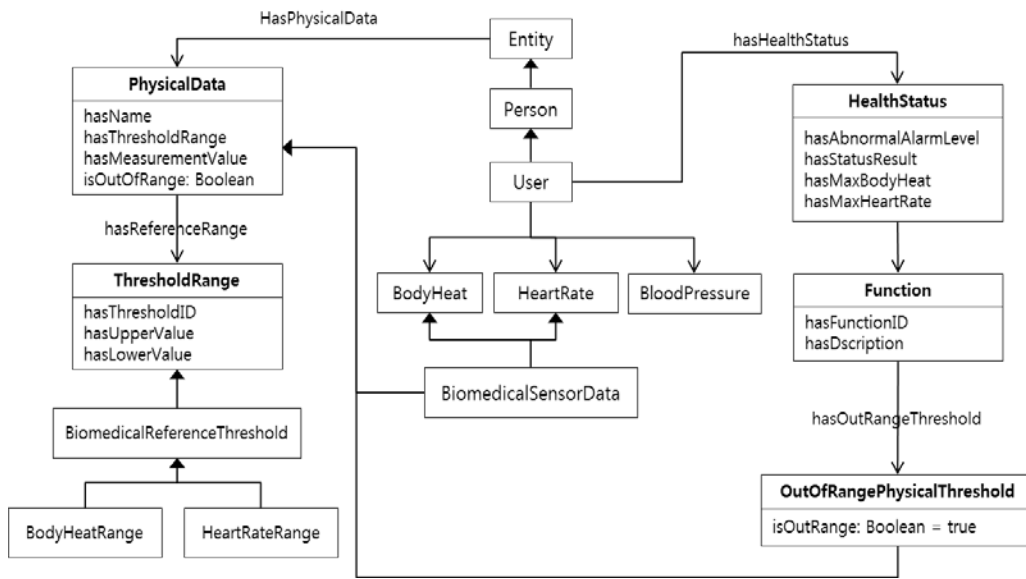 HasPhysicalData
Entity
hasHealthStatus
PhysicalData
hasName
hasThresholdRange
hasMeasurementValue
isOutOfRange: Boolean
Person
HealthStatus
hasAbnormalAlarmLevel
hasStatusResult
hasMaxBodyHeat
hasMaxHeartRate
User
hasReferenceRange
ThresholdRange
hasThresholdID
hasUpperValue
hasLowerValue
BodyHeat
HeartRate
BloodPressure
Function
hasFunctionID
hasDscription
BiomedicalSensorData
BiomedicalReferenceThreshold
hasOutRangeThreshold
BodyHeatRange
HeartRateRange
OutOfRangePhysicalThreshold
isOutRange: Boolean = true